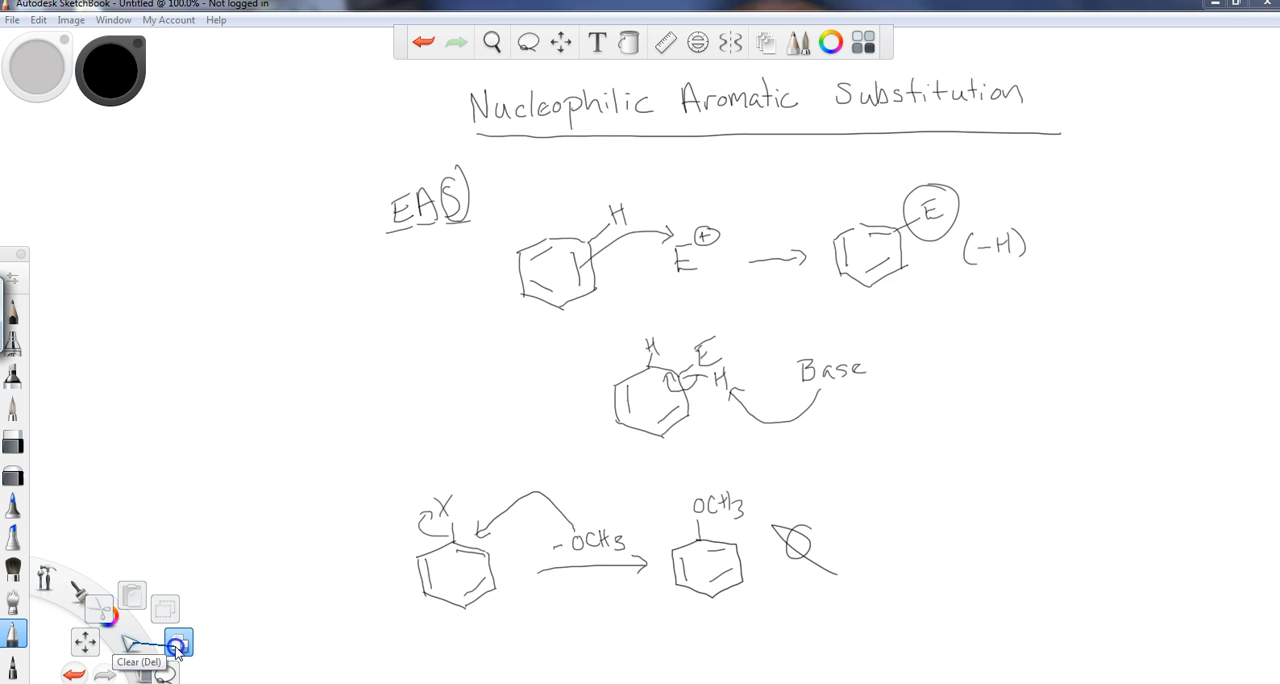 Autodesk SketchBook - Untitled @ 100.0% - Not logged in
File Edit Image Window My Account Help
T
Nucleophilic Aromatic Substitution
EAS)
H
E +
E
(-H)
H
E
H
Base
X
- OCH3
OCH3
Clear (Del)